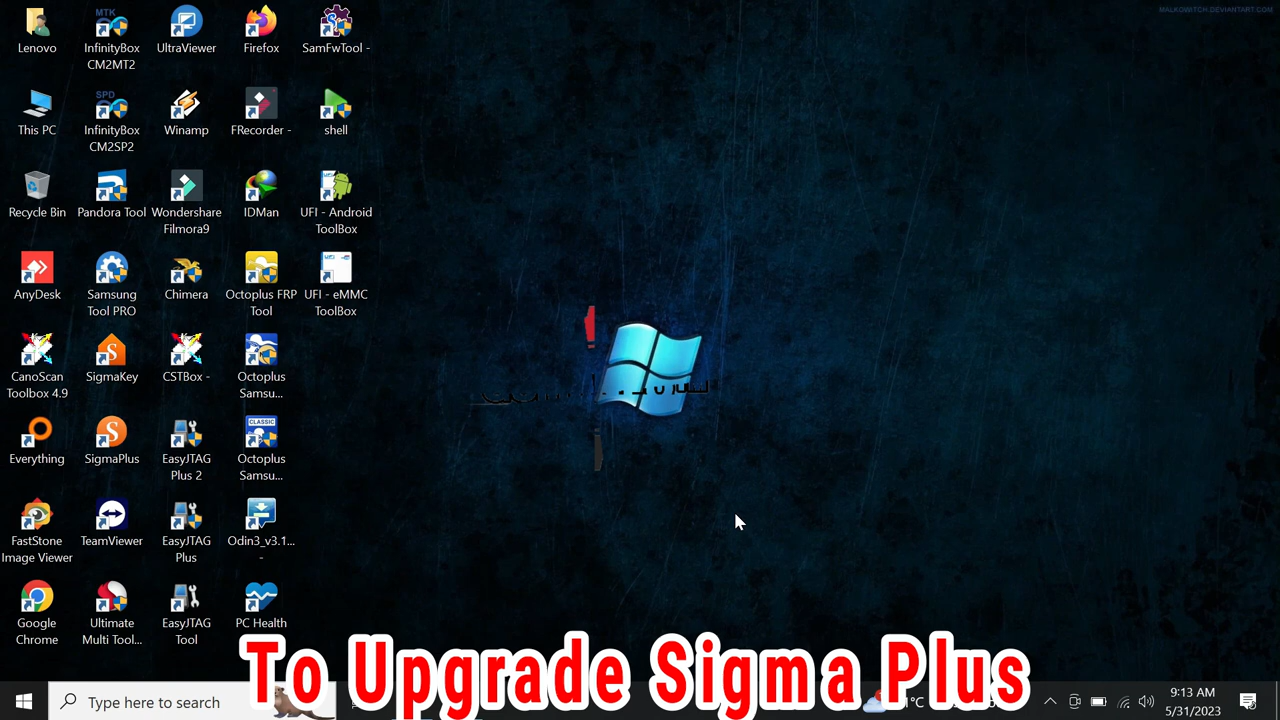 MALKOWITCH.DEVIANTART.COM
Lenovo
MTK
InfinityBox
CM2MT2
UltraViewer
Firefox
SamFwTool -
This PC
SPD
InfinityBox
CM2SP2
Winamp
FRecorder -
shell
Recycle Bin
Pandora Tool
Wondershare
Filmora9
IDMan
UFI - Android
ToolBox
AnyDesk
Samsung
Tool PRO
Chimera
Octoplus FRP
Tool
UFI - eMMC
ToolBox
CanoScan
Toolbox 4.9
SigmaKey
CSTBox -
Octoplus
Samsu...
Everything
SigmaPlus
EasyJTAG
Plus 2
CLASSIC
Octoplus
Samsu...
FastStone
Image Viewer
TeamViewer
EasyJTAG
Plus
Odin3_v3.1...
-
Google
Chrome
Ultimate
Multi Tool...
EasyJTAG
Tool
PC Health
To Upgrade Sigma Plus
Type here to search
9:13 AM
5/31/2023